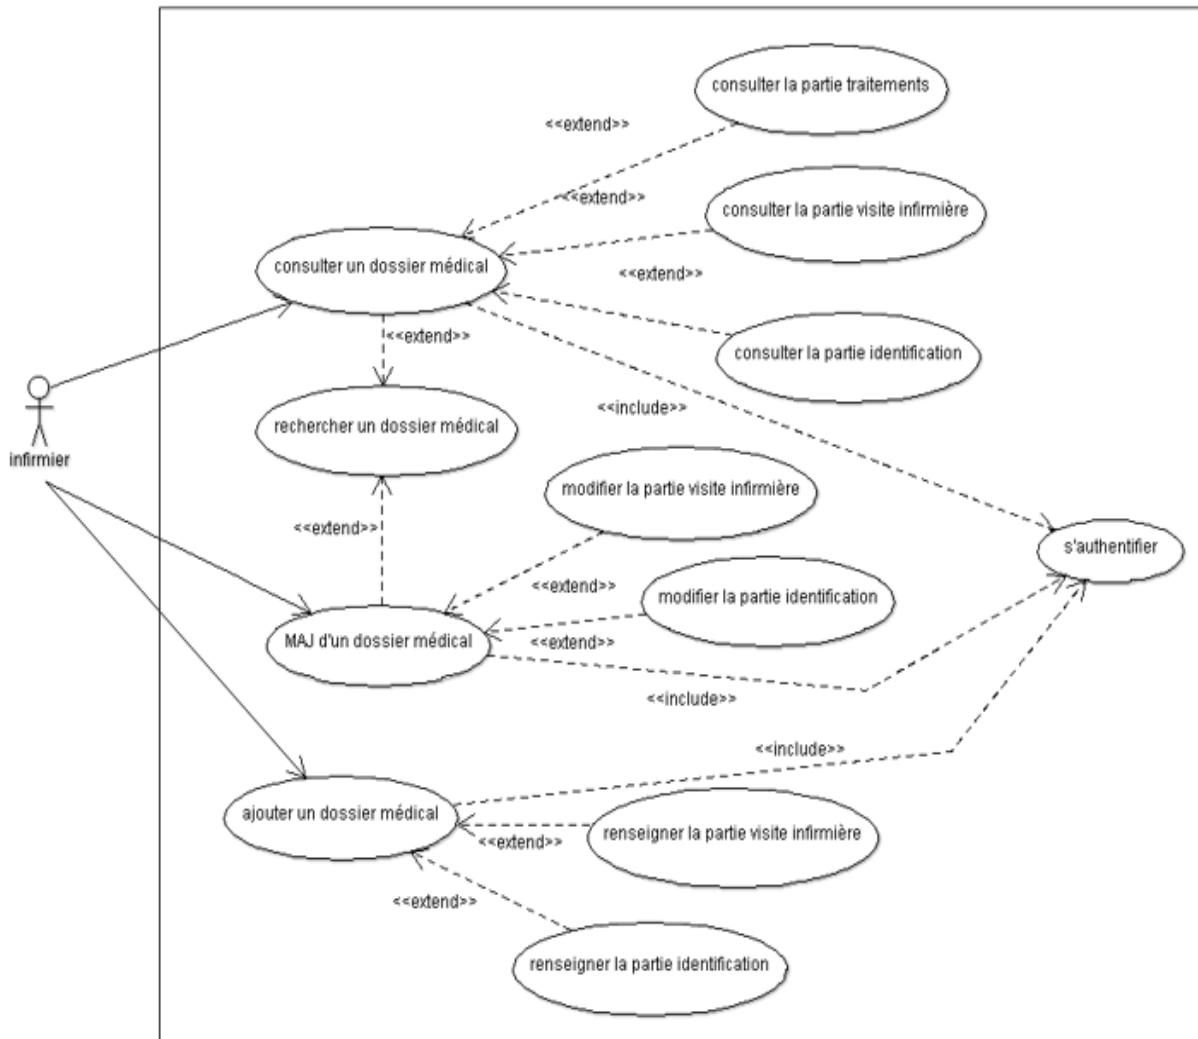 consulter la partie traitements
<<extend>>
<<extend>>
consulter la partie visite infirmière
consulter un dossier médical
<<extend>>
<<extend>>
consulter la partie identification
<<include>>
rechercher un dossier médical
infirmier
modifier la partie visite infirmière
<<extend>>
s'authentifier
<<extend>>
modifier la partie identification
MAJ d'un dossier médical
<<extend>>
<<include>>
<<include>>
ajouter un dossier médical
renseigner la partie visite infirmière
<<extend>>
<<extend>>
renseigner la partie identification